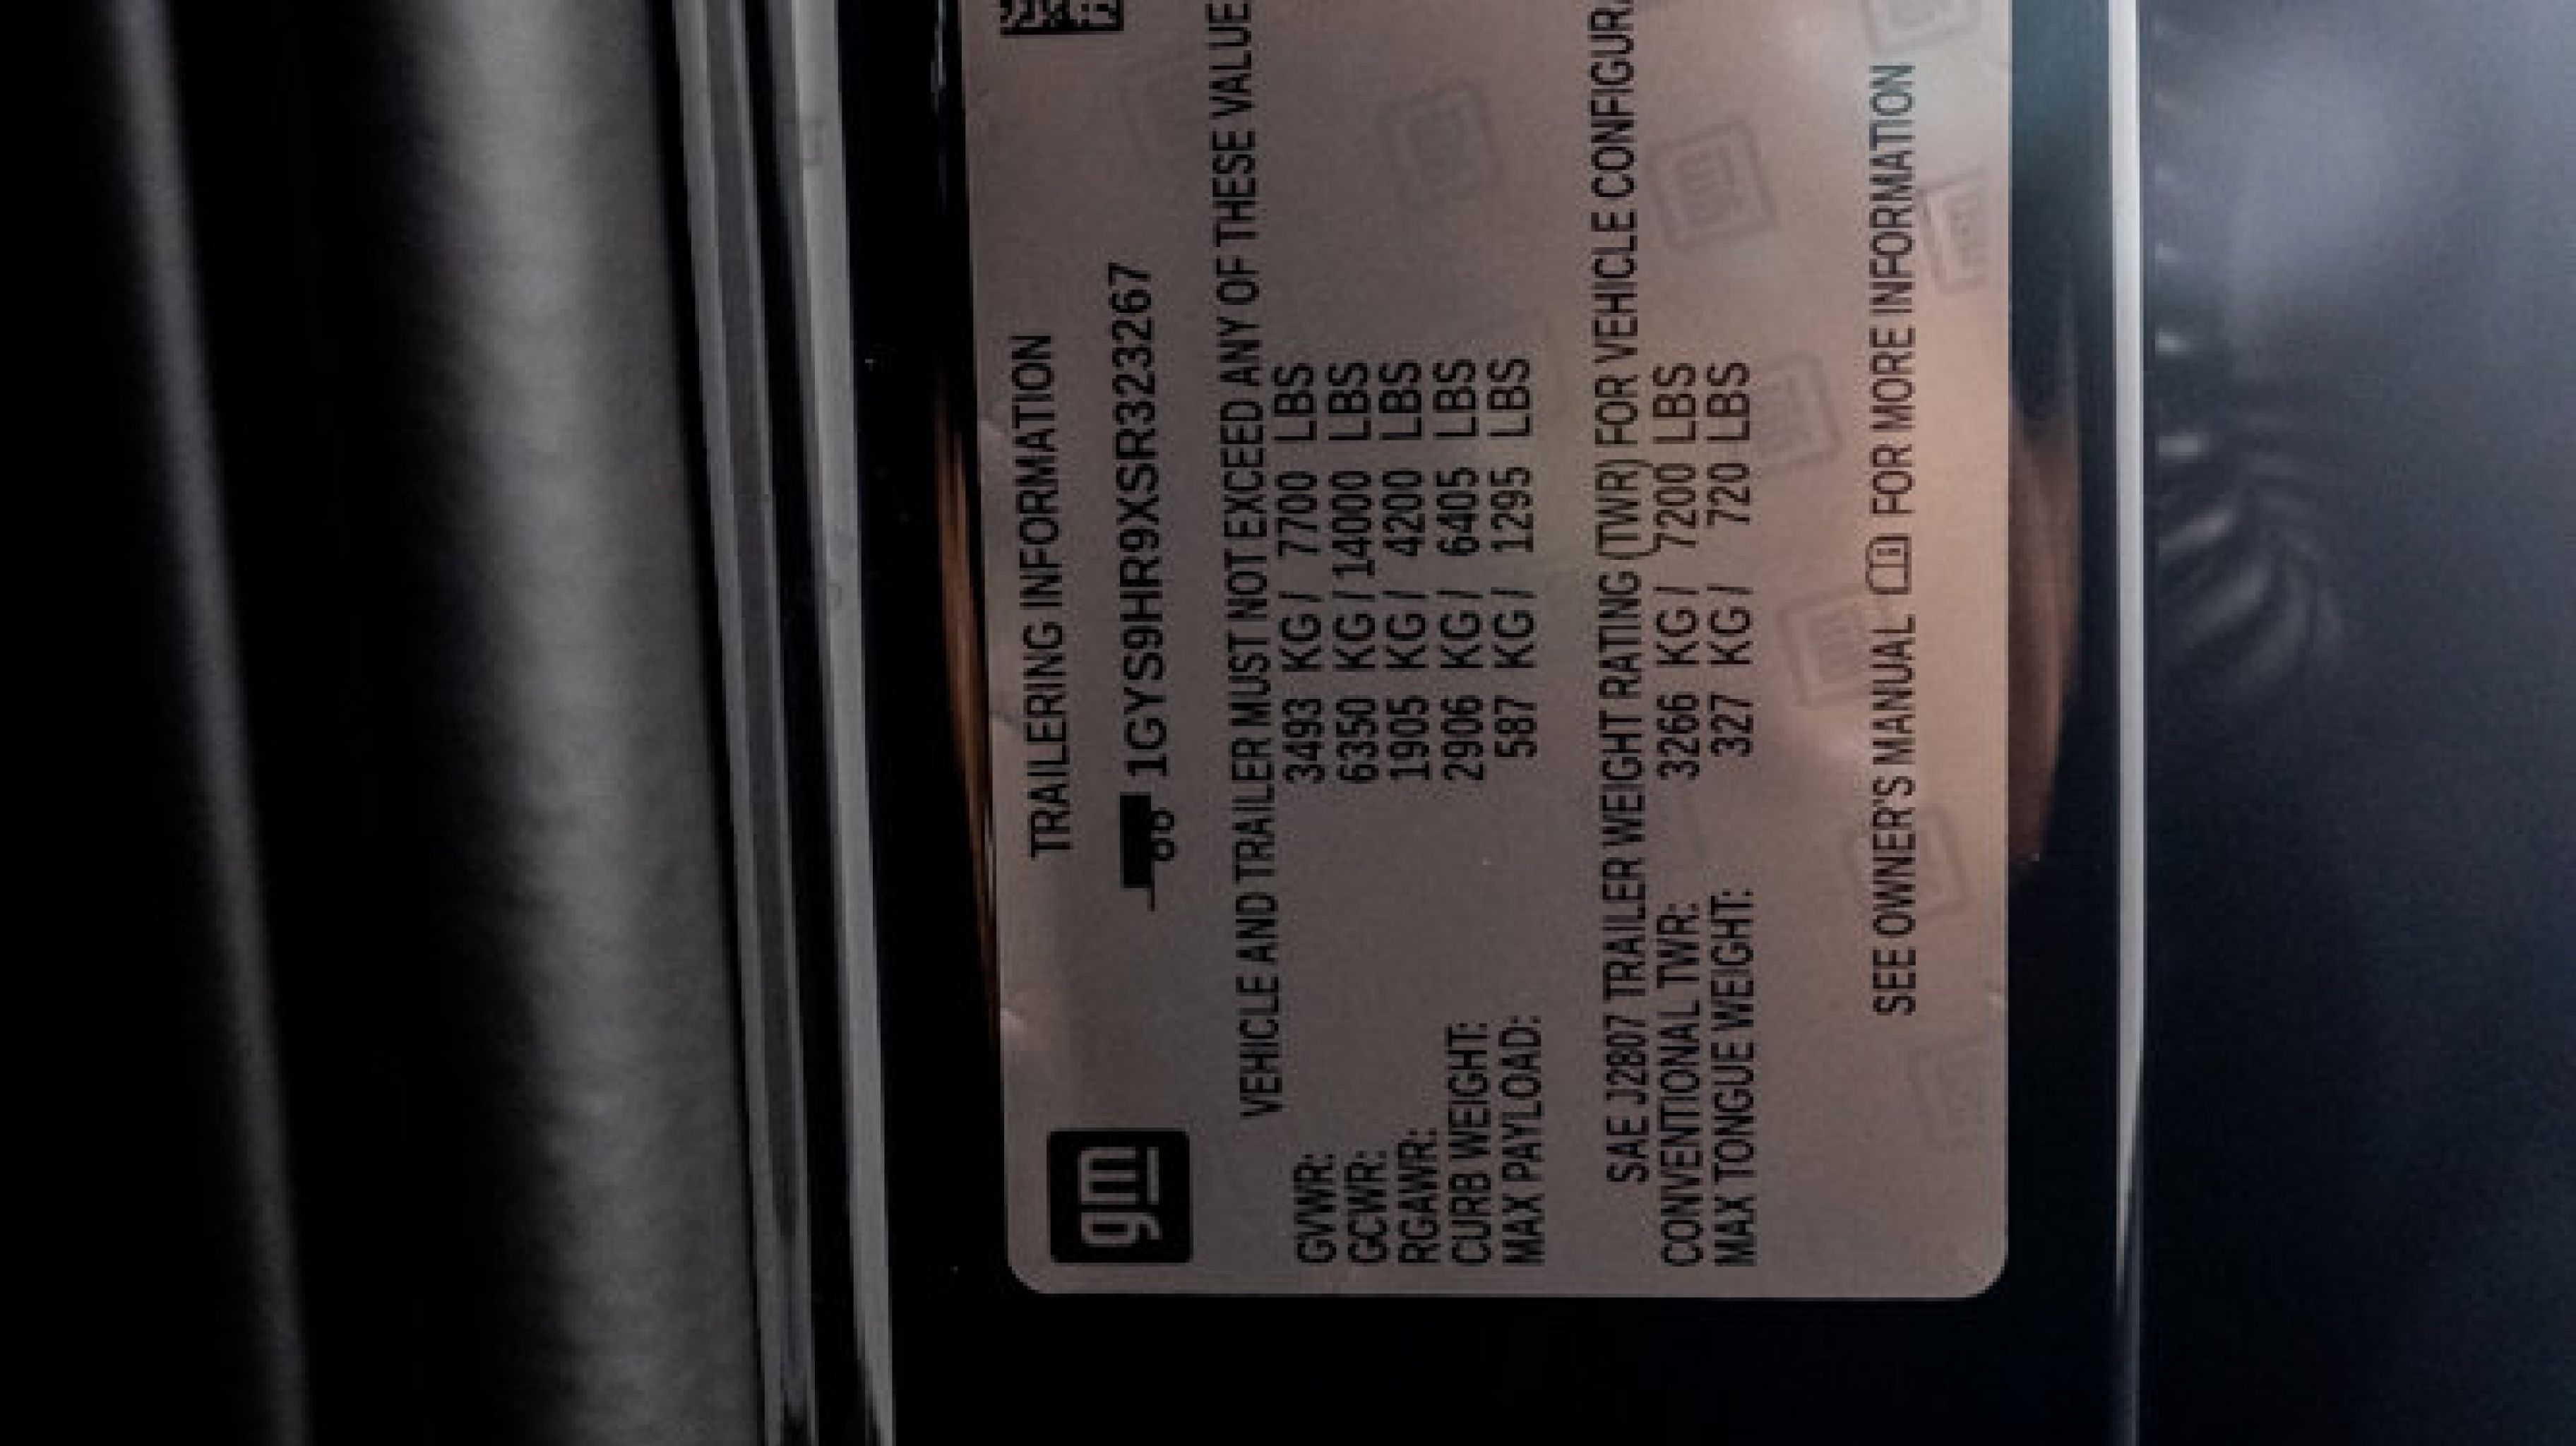 gm
TRAILERING INFORMATION
1GYS9HR9XSR323267
VEHICLE AND TRAILER MUST NOT EXCEED ANY OF THESE VALUE
GVWR: 3493 KG / 7700 LBS
GCWR: 6350 KG / 14000 LBS
RGAWR: 1905 KG / 4200 LBS
CURB WEIGHT: 2906 KG / 6405 LBS
MAX PAYLOAD: 587 KG / 1295 LBS
SAE J2807 TRAILER WEIGHT RATING (TWR) FOR VEHICLE CONFIGURA
CONVENTIONAL TWR: 3266 KG / 7200 LBS
MAX TONGUE WEIGHT: 327 KG / 720 LBS
SEE OWNER'S MANUAL FOR MORE INFORMATION